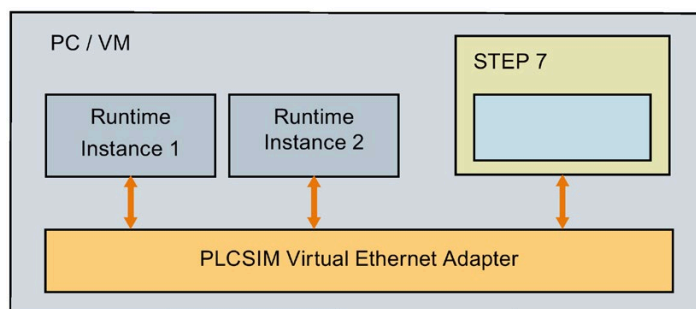 PC / VM
STEP 7
Runtime
Instance 1
Runtime
Instance 2
PLCSIM Virtual Ethernet Adapter